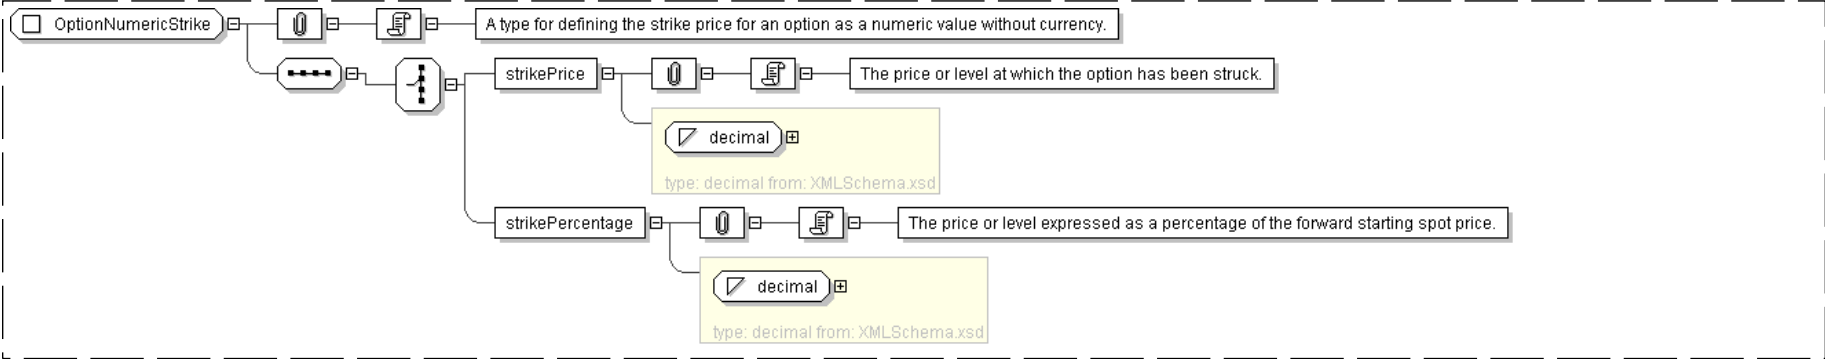 OptionNumericStrike
A type for defining the strike price for an option as a numeric value without currency.
strikePrice
The price or level at which the option has been struck.
decimal
type: decimal from: XMLSchema.xsd
strikePercentage
The price or level expressed as a percentage of the forward starting spot price.
decimal
type: decimal from: XMLSchema.xsd